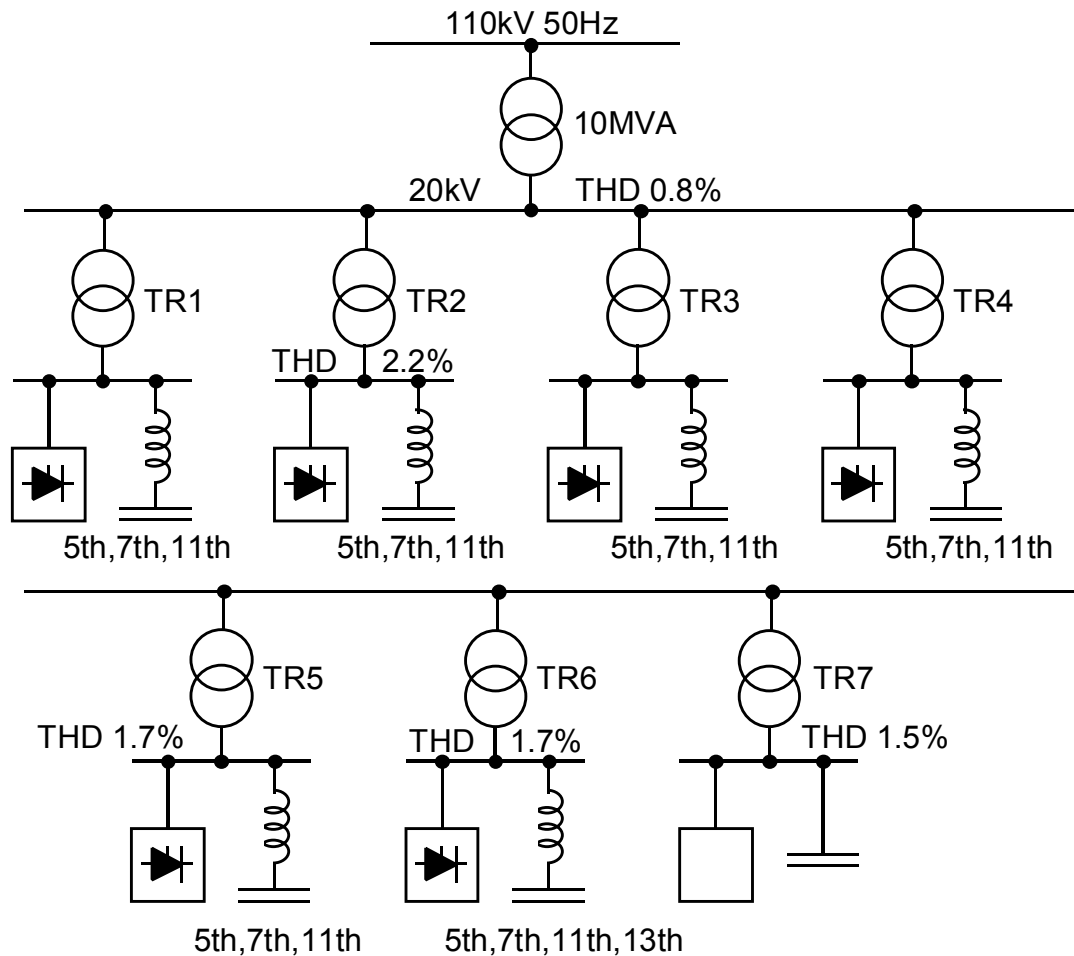 110kV 50Hz
10MVA
20kV THD 0.8%
TR1 TR2 TR3 TR4
THD 2.2%
5th,7th,11th 5th,7th,11th 5th,7th,11th 5th,7th,11th
TR5 TR6 TR7
THD 1.7% THD 1.7% THD 1.5%
5th,7th,11th 5th,7th,11th,13th